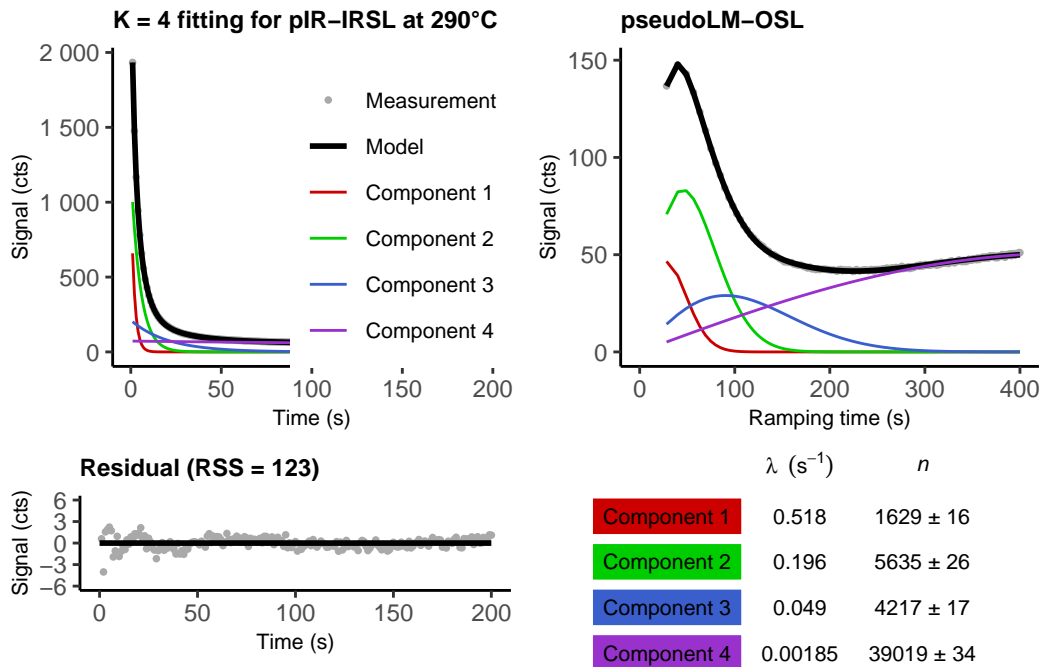 K = 4 fitting for pIR−IRSL at 290°C
Signal (cts)
2 000
1 500
1 000
500
0
0 50 100 150 200
Time (s)
Measurement
Model
Component 1
Component 2
Component 3
Component 4
pseudoLM−OSL
Signal (cts)
150
100
50
0
0 100 200 300 400
Ramping time (s)
Residual (RSS = 123)
Signal (cts)
6
3
0
−3
−6
0 50 100 150 200
Time (s)
λ (s⁻¹) n
Component 1 0.518 1629 ± 16
Component 2 0.196 5635 ± 26
Component 3 0.049 4217 ± 17
Component 4 0.00185 39019 ± 34